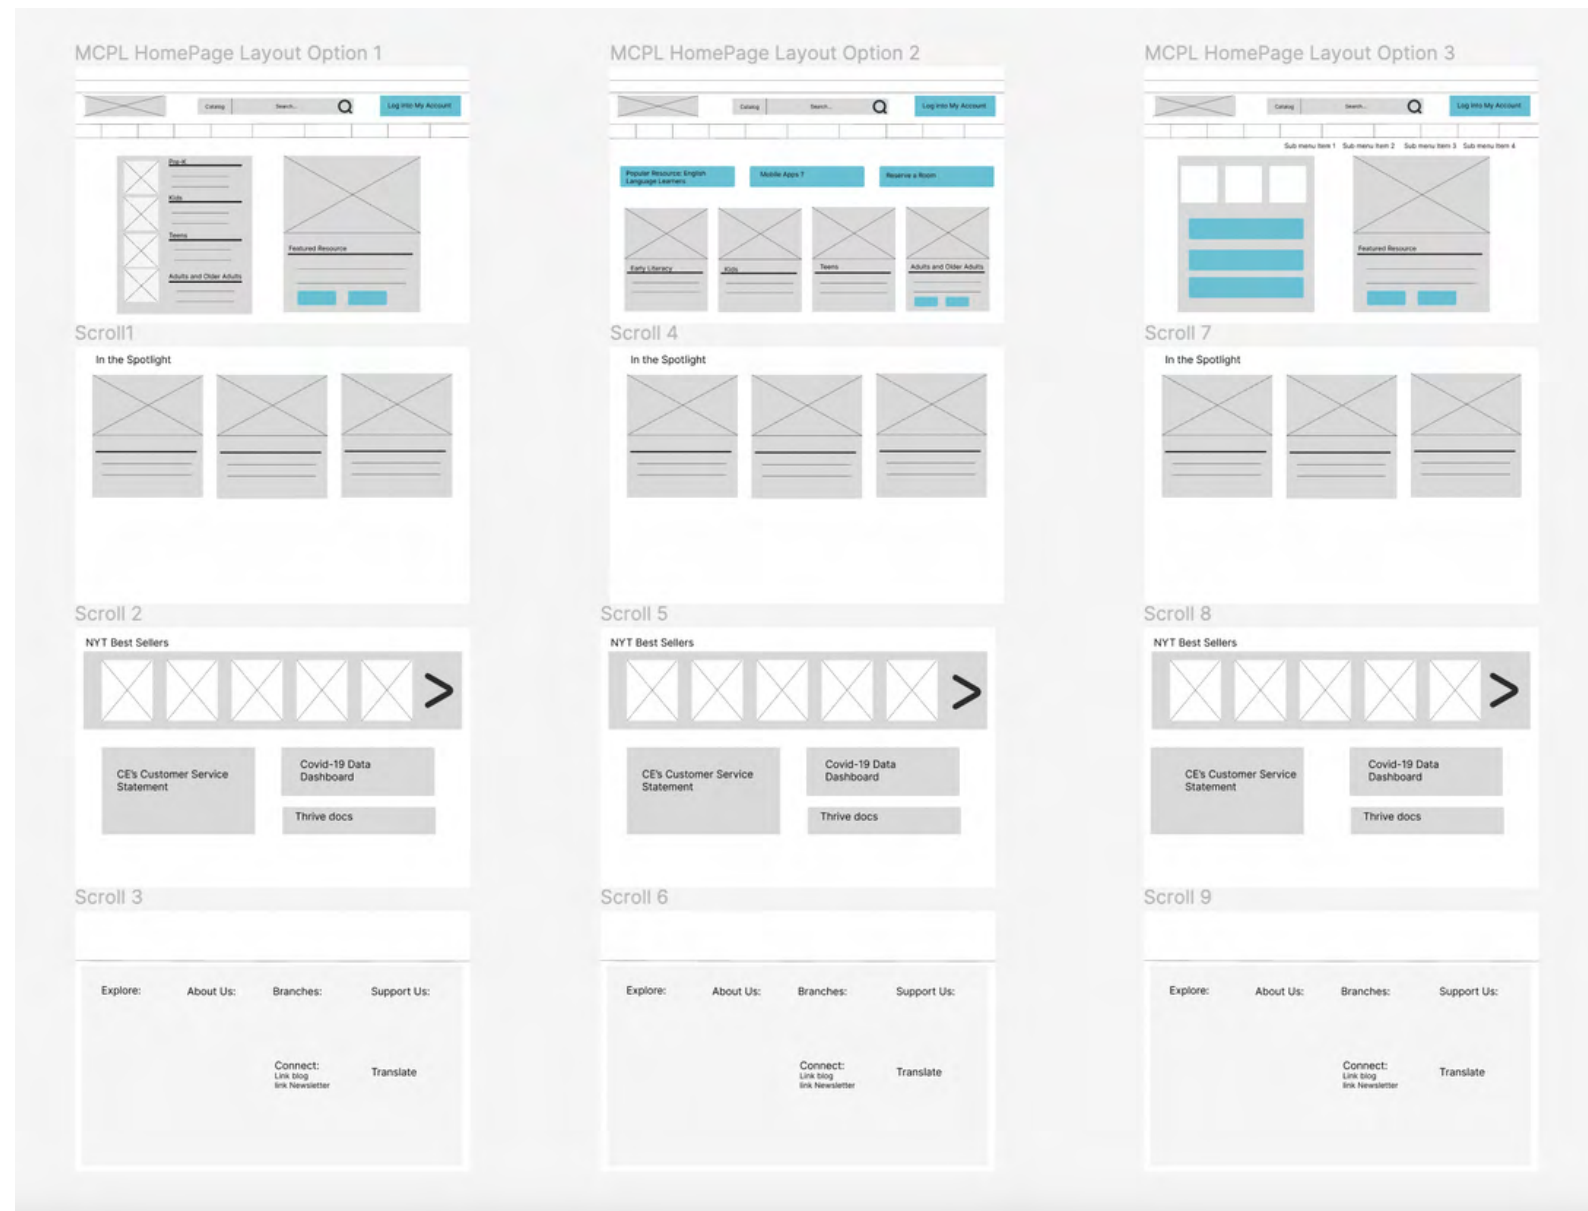 MCPL HomePage Layout Option 1
Catalog
Search...
Log into My Account
Pop-K
Kids
Teens
Adults and Older Adults
Featured Resource
Scroll1
In the Spotlight
Scroll 2
NYT Best Sellers
CE's Customer Service
Statement
Covid-19 Data
Dashboard
Thrive docs
Scroll 3
Explore:
About Us:
Branches:
Support Us:
Connect:
Link blog
link Newsletter
Translate
MCPL HomePage Layout Option 2
Catalog
Search...
Log into My Account
Popular Resource: English
Language Learners
Mobile Apps ?
Reserve a Room
Early Literacy
Kids
Teens
Adults and Older Adults
Scroll 4
In the Spotlight
Scroll 5
NYT Best Sellers
CE's Customer Service
Statement
Covid-19 Data
Dashboard
Thrive docs
Scroll 6
Explore:
About Us:
Branches:
Support Us:
Connect:
Link blog
link Newsletter
Translate
MCPL HomePage Layout Option 3
Catalog
Search...
Log into My Account
Sub menu Item 1
Sub menu Item 2
Sub menu Item 3
Sub menu Item 4
Featured Resource
Scroll 7
In the Spotlight
Scroll 8
NYT Best Sellers
CE's Customer Service
Statement
Covid-19 Data
Dashboard
Thrive docs
Scroll 9
Explore:
About Us:
Branches:
Support Us:
Connect:
Link blog
link Newsletter
Translate